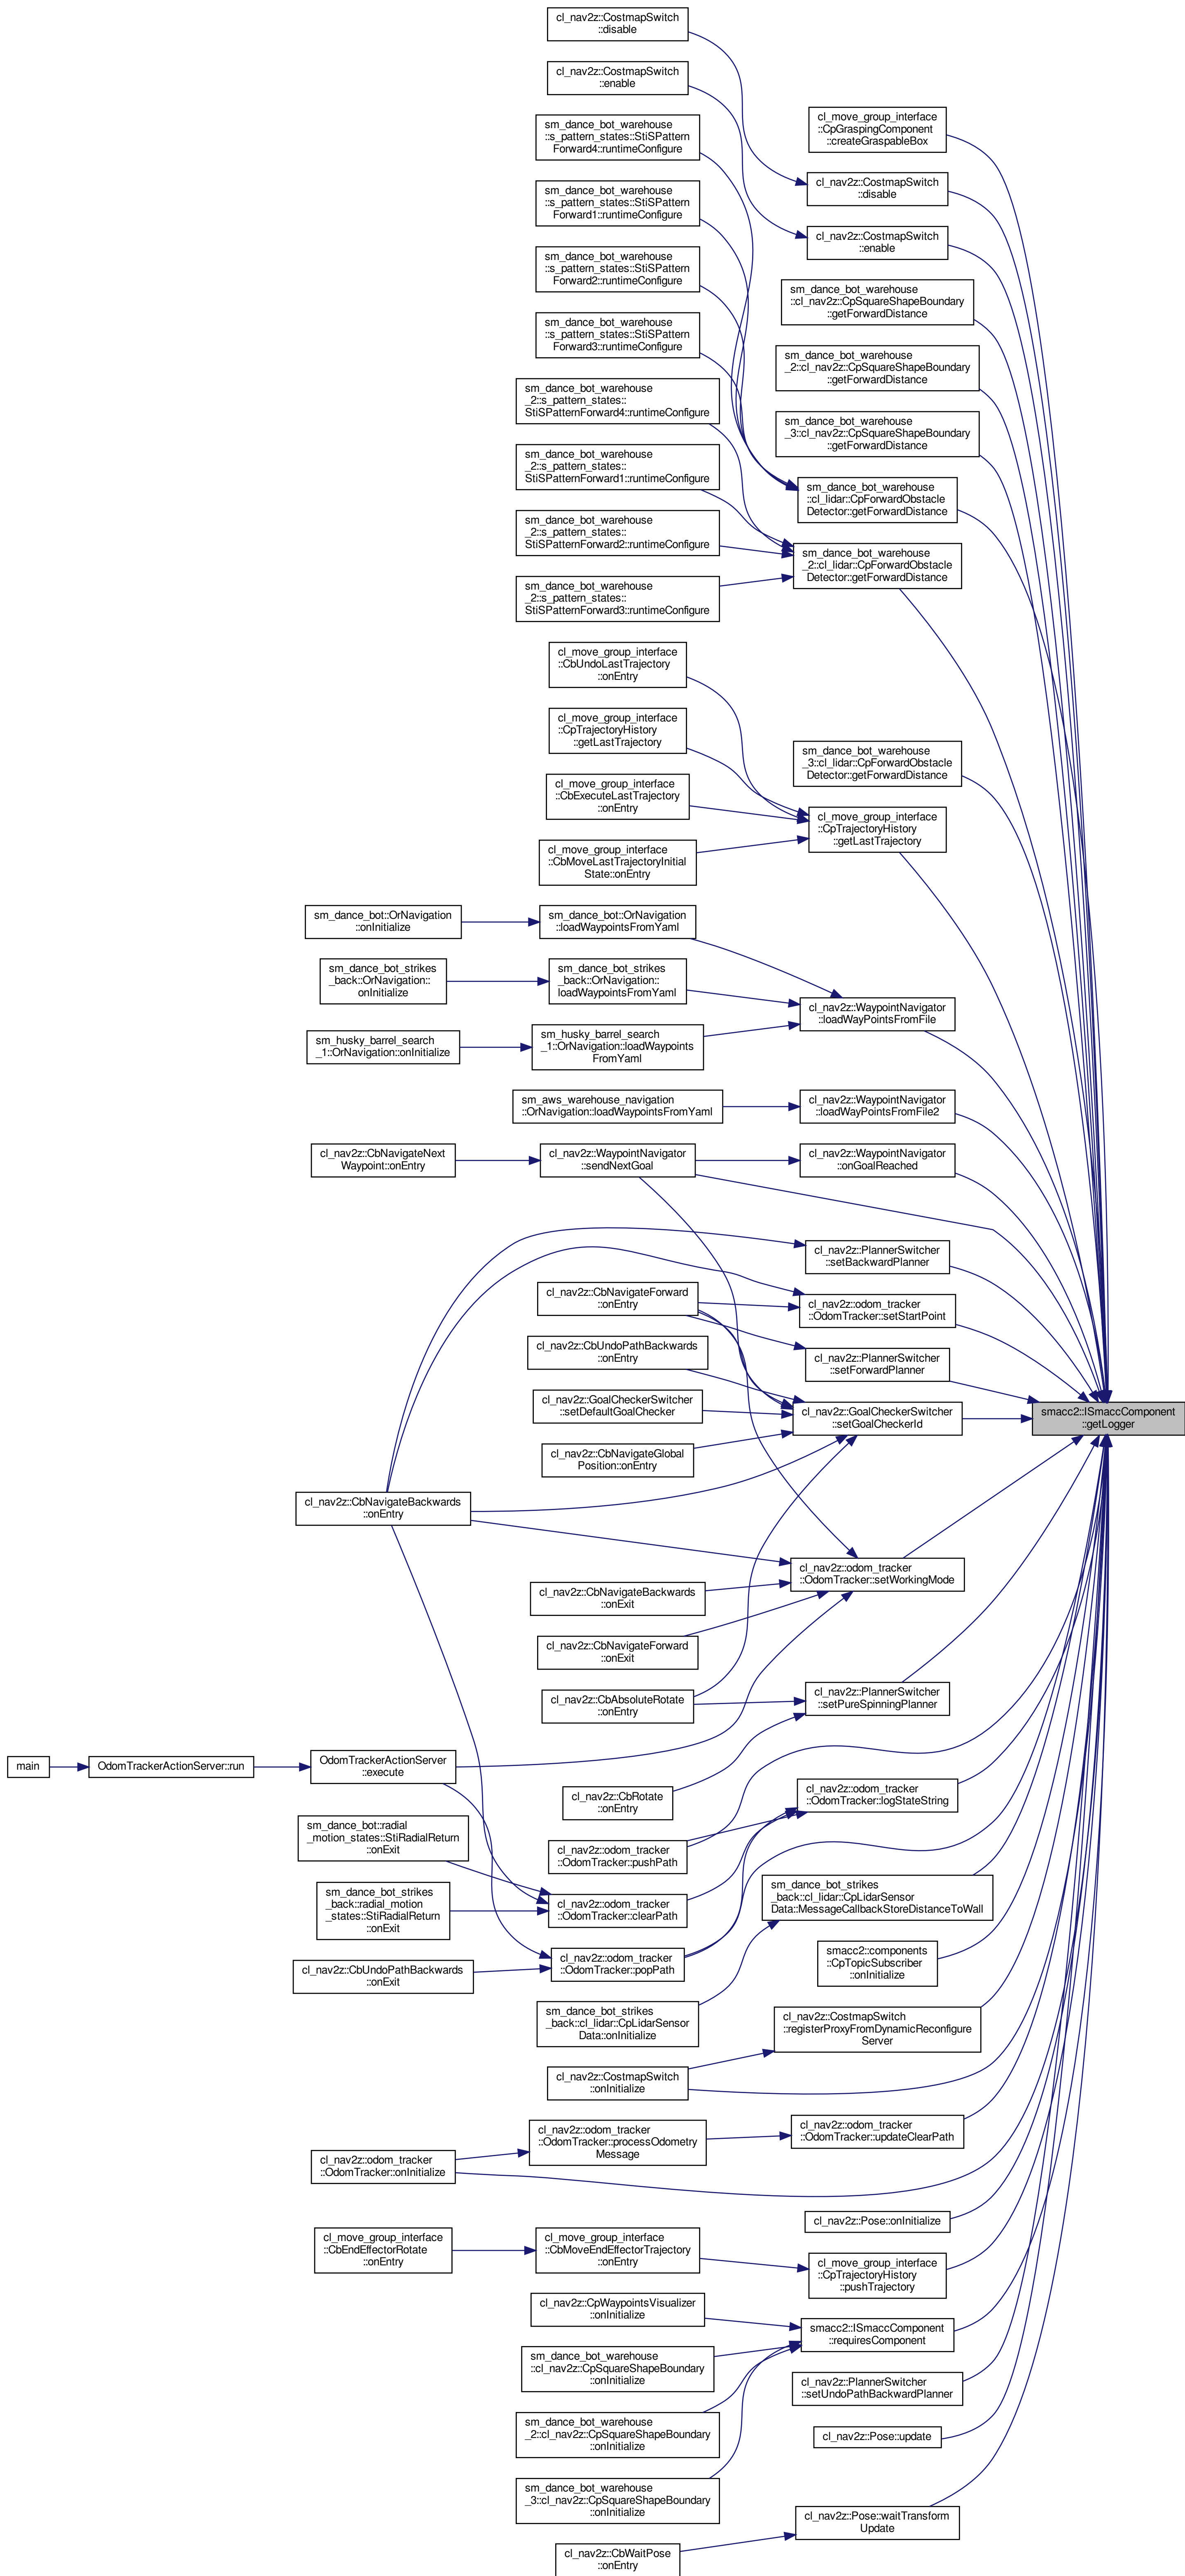 cl_nav2z::CostmapSwitch
::disable
cl_nav2z::CostmapSwitch
::enable
sm_dance_bot_warehouse
::s_pattern_states::StiSPattern
Forward4::runtimeConfigure
sm_dance_bot_warehouse
::s_pattern_states::StiSPattern
Forward1::runtimeConfigure
sm_dance_bot_warehouse
::s_pattern_states::StiSPattern
Forward2::runtimeConfigure
sm_dance_bot_warehouse
::s_pattern_states::StiSPattern
Forward3::runtimeConfigure
sm_dance_bot_warehouse
_2::s_pattern_states::
StiSPatternForward4::runtimeConfigure
sm_dance_bot_warehouse
_2::s_pattern_states::
StiSPatternForward1::runtimeConfigure
sm_dance_bot_warehouse
_2::s_pattern_states::
StiSPatternForward2::runtimeConfigure
sm_dance_bot_warehouse
_2::s_pattern_states::
StiSPatternForward3::runtimeConfigure
cl_move_group_interface
::CpGraspingComponent
::createGraspableBox
cl_nav2z::CostmapSwitch
::disable
cl_nav2z::CostmapSwitch
::enable
sm_dance_bot_warehouse
::cl_nav2z::CpSquareShapeBoundary
::getForwardDistance
sm_dance_bot_warehouse
_2::cl_nav2z::CpSquareShapeBoundary
::getForwardDistance
sm_dance_bot_warehouse
_3::cl_nav2z::CpSquareShapeBoundary
::getForwardDistance
sm_dance_bot_warehouse
::cl_lidar::CpForwardObstacle
Detector::getForwardDistance
sm_dance_bot_warehouse
_2::cl_lidar::CpForwardObstacle
Detector::getForwardDistance
cl_move_group_interface
::CbUndoLastTrajectory
::onEntry
cl_move_group_interface
::CpTrajectoryHistory
::getLastTrajectory
cl_move_group_interface
::CbExecuteLastTrajectory
::onEntry
cl_move_group_interface
::CbMoveLastTrajectoryInitial
State::onEntry
sm_dance_bot_warehouse
_3::cl_lidar::CpForwardObstacle
Detector::getForwardDistance
cl_move_group_interface
::CpTrajectoryHistory
::getLastTrajectory
sm_dance_bot::OrNavigation
::onInitialize
sm_dance_bot::OrNavigation
::loadWaypointsFromYaml
sm_dance_bot_strikes
_back::OrNavigation::
onInitialize
sm_dance_bot_strikes
_back::OrNavigation::
loadWaypointsFromYaml
cl_nav2z::WaypointNavigator
::loadWayPointsFromFile
sm_husky_barrel_search
_1::OrNavigation::onInitialize
sm_husky_barrel_search
_1::OrNavigation::loadWaypoints
FromYaml
sm_aws_warehouse_navigation
::OrNavigation::loadWaypointsFromYaml
cl_nav2z::WaypointNavigator
::loadWayPointsFromFile2
cl_nav2z::CbNavigateNext
Waypoint::onEntry
cl_nav2z::WaypointNavigator
::sendNextGoal
cl_nav2z::WaypointNavigator
::onGoalReached
cl_nav2z::PlannerSwitcher
::setBackwardPlanner
cl_nav2z::CbNavigateForward
::onEntry
cl_nav2z::odom_tracker
::OdomTracker::setStartPoint
cl_nav2z::CbUndoPathBackwards
::onEntry
cl_nav2z::PlannerSwitcher
::setForwardPlanner
cl_nav2z::GoalCheckerSwitcher
::setDefaultGoalChecker
cl_nav2z::GoalCheckerSwitcher
::setGoalCheckerId
smacc2::ISmaccComponent
::getLogger
cl_nav2z::CbNavigateGlobal
Position::onEntry
cl_nav2z::CbNavigateBackwards
::onEntry
cl_nav2z::odom_tracker
::OdomTracker::setWorkingMode
cl_nav2z::CbNavigateBackwards
::onExit
cl_nav2z::CbNavigateForward
::onExit
cl_nav2z::CbAbsoluteRotate
::onEntry
cl_nav2z::PlannerSwitcher
::setPureSpinningPlanner
main
OdomTrackerActionServer::run
OdomTrackerActionServer
::execute
cl_nav2z::CbRotate
::onEntry
cl_nav2z::odom_tracker
::OdomTracker::logStateString
sm_dance_bot::radial
_motion_states::StiRadialReturn
::onExit
cl_nav2z::odom_tracker
::OdomTracker::pushPath
sm_dance_bot_strikes
_back::radial_motion
_states::StiRadialReturn
::onExit
cl_nav2z::odom_tracker
::OdomTracker::clearPath
sm_dance_bot_strikes
_back::cl_lidar::CpLidarSensor
Data::MessageCallbackStoreDistanceToWall
cl_nav2z::CbUndoPathBackwards
::onExit
cl_nav2z::odom_tracker
::OdomTracker::popPath
smacc2::components
::CpTopicSubscriber
::onInitialize
sm_dance_bot_strikes
_back::cl_lidar::CpLidarSensor
Data::onInitialize
cl_nav2z::CostmapSwitch
::registerProxyFromDynamicReconfigure
Server
cl_nav2z::CostmapSwitch
::onInitialize
cl_nav2z::odom_tracker
::OdomTracker::onInitialize
cl_nav2z::odom_tracker
::OdomTracker::processOdometry
Message
cl_nav2z::odom_tracker
::OdomTracker::updateClearPath
cl_nav2z::Pose::onInitialize
cl_move_group_interface
::CbEndEffectorRotate
::onEntry
cl_move_group_interface
::CbMoveEndEffectorTrajectory
::onEntry
cl_move_group_interface
::CpTrajectoryHistory
::pushTrajectory
cl_nav2z::CpWaypointsVisualizer
::onInitialize
smacc2::ISmaccComponent
::requiresComponent
sm_dance_bot_warehouse
::cl_nav2z::CpSquareShapeBoundary
::onInitialize
cl_nav2z::PlannerSwitcher
::setUndoPathBackwardPlanner
sm_dance_bot_warehouse
_2::cl_nav2z::CpSquareShapeBoundary
::onInitialize
cl_nav2z::Pose::update
sm_dance_bot_warehouse
_3::cl_nav2z::CpSquareShapeBoundary
::onInitialize
cl_nav2z::Pose::waitTransform
Update
cl_nav2z::CbWaitPose
::onEntry